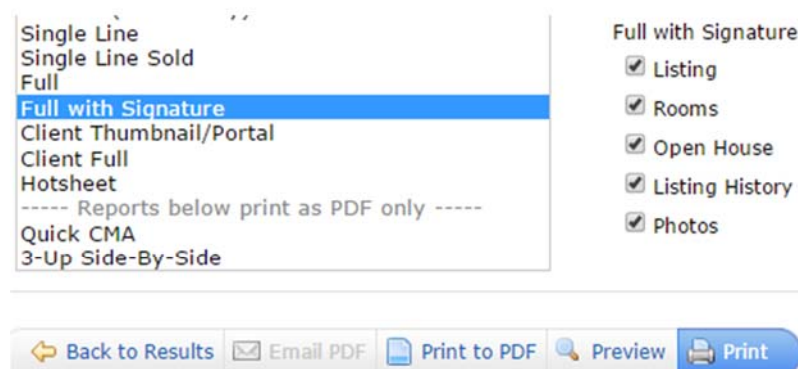 Single Line
Single Line Sold
Full
Full with Signature
Client Thumbnail/Portal
Client Full
Hotsheet
----- Reports below print as PDF only -----
Quick CMA
3-Up Side-By-Side
Full with Signature
Listing
Rooms
Open House
Listing History
Photos
Back to Results
Email PDF
Print to PDF
Preview
Print